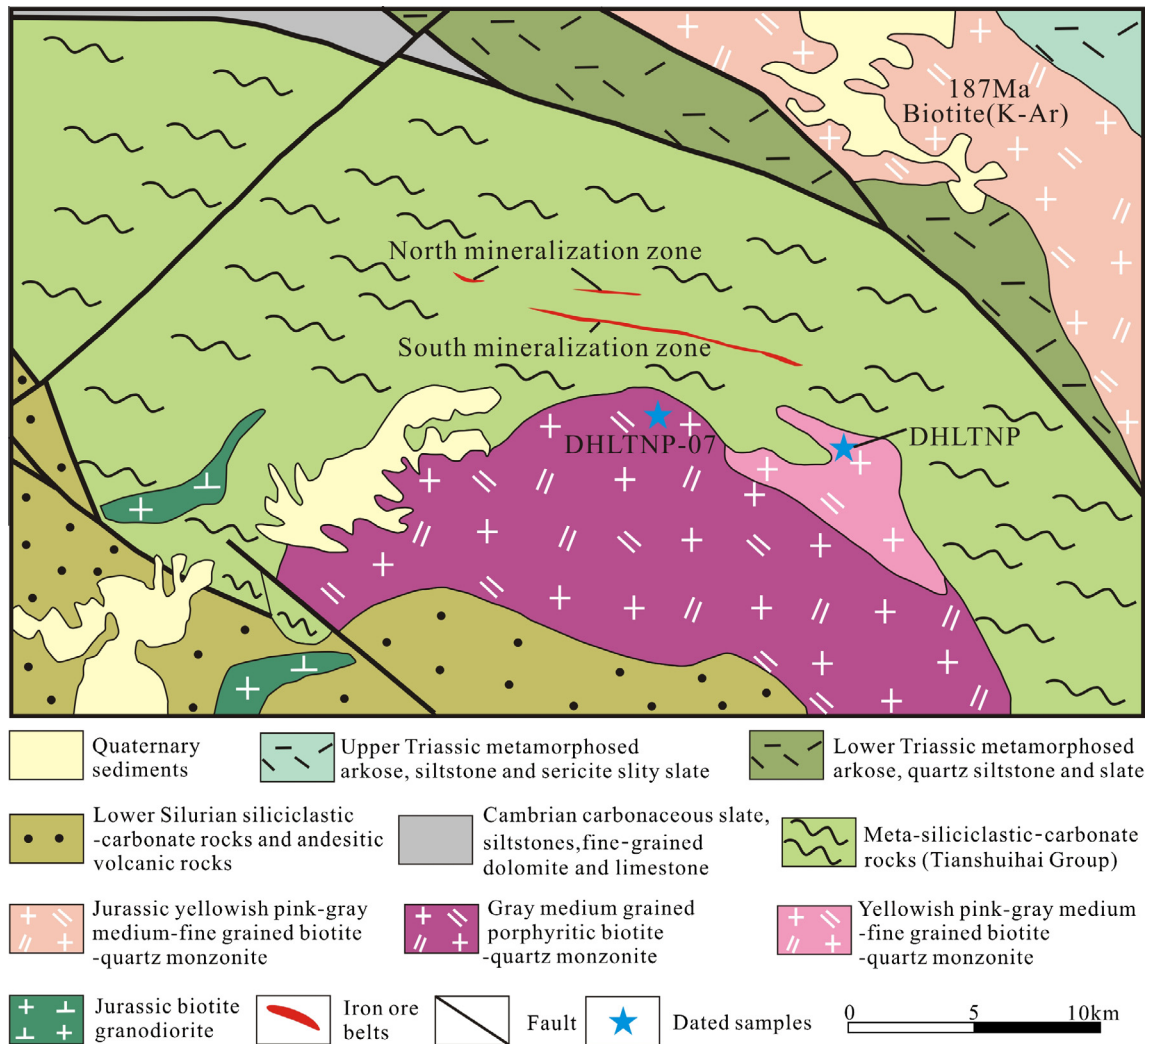 187Ma
Biotite(K-Ar)
North mineralization zone
South mineralization zone
DHLTNP-07
DHLTNP
Quaternary
sediments
Upper Triassic metamorphosed
arkose, siltstone and sericite slity slate
Lower Triassic metamorphosed
arkose, quartz siltstone and slate
Lower Silurian siliciclastic
-carbonate rocks and andesitic
volcanic rocks
Cambrian carbonaceous slate,
siltstones,fine-grained
dolomite and limestone
Meta-siliciclastic-carbonate
rocks (Tianshuihai Group)
Jurassic yellowish pink-gray
medium-fine grained biotite
-quartz monzonite
Gray medium grained
porphyritic biotite
-quartz monzonite
Yellowish pink-gray medium
-fine grained biotite
-quartz monzonite
Jurassic biotite
granodiorite
Iron ore
belts
Fault
Dated samples
0 5 10km